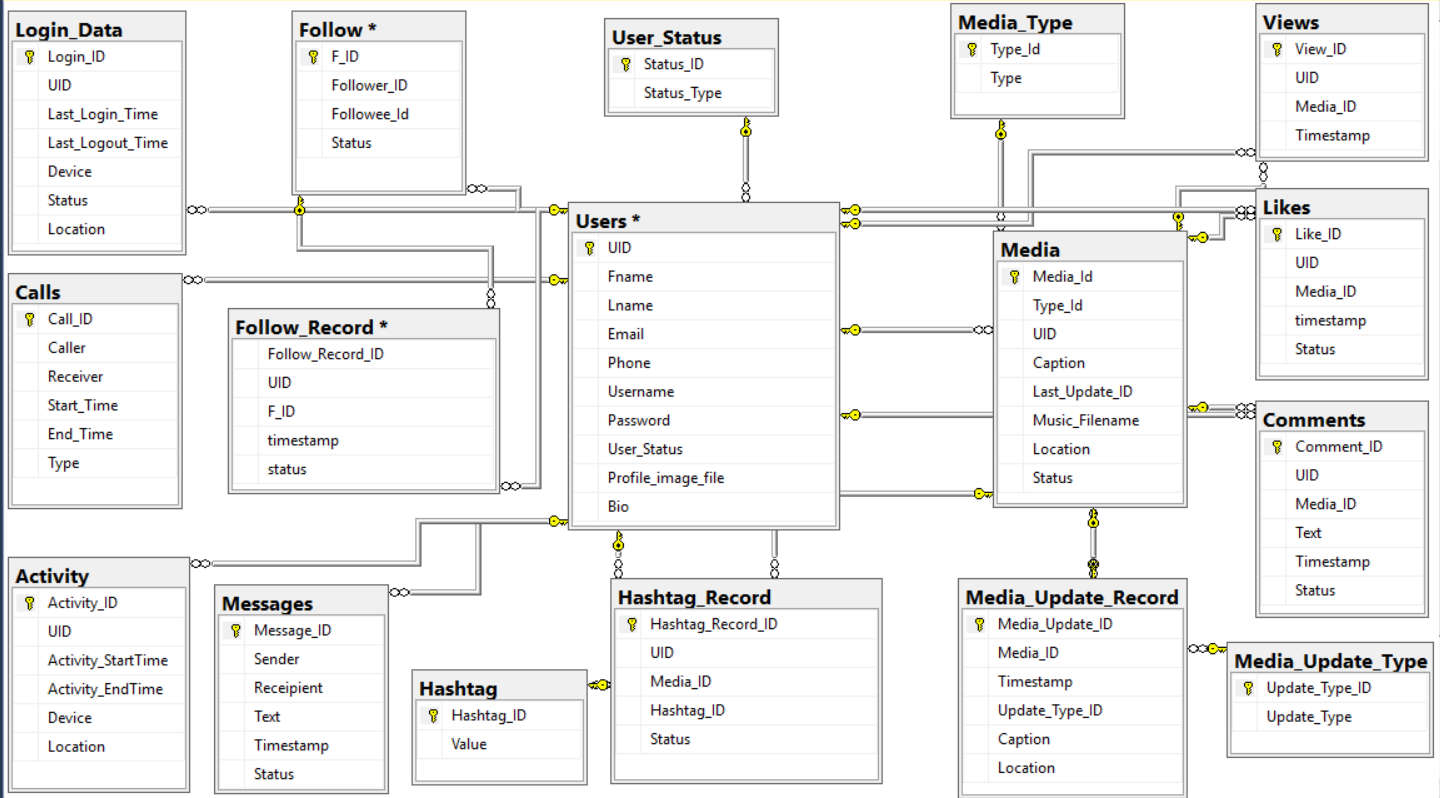 Login_Data
Login_ID
UID
Last_Login_Time
Last_Logout_Time
Device
Status
Location
Follow *
F_ID
Follower_ID
Followee_Id
Status
User_Status
Status_ID
Status_Type
Media_Type
Type_Id
Type
Views
View_ID
UID
Media_ID
Timestamp
Calls
Call_ID
Caller
Receiver
Start_Time
End_Time
Type
Follow_Record *
Follow_Record_ID
UID
F_ID
timestamp
status
Users *
UID
Fname
Lname
Email
Phone
Username
Password
User_Status
Profile_image_file
Bio
Media
Media_Id
Type_Id
UID
Caption
Last_Update_ID
Music_Filename
Location
Status
Likes
Like_ID
UID
Media_ID
timestamp
Status
Comments
Comment_ID
UID
Media_ID
Text
Timestamp
Status
Activity
Activity_ID
UID
Activity_StartTime
Activity_EndTime
Device
Location
Messages
Message_ID
Sender
Receipient
Text
Timestamp
Status
Hashtag
Hashtag_ID
Value
Hashtag_Record
Hashtag_Record_ID
UID
Media_ID
Hashtag_ID
Status
Media_Update_Record
Media_Update_ID
Media_ID
Timestamp
Update_Type_ID
Caption
Location
Media_Update_Type
Update_Type_ID
Update_Type